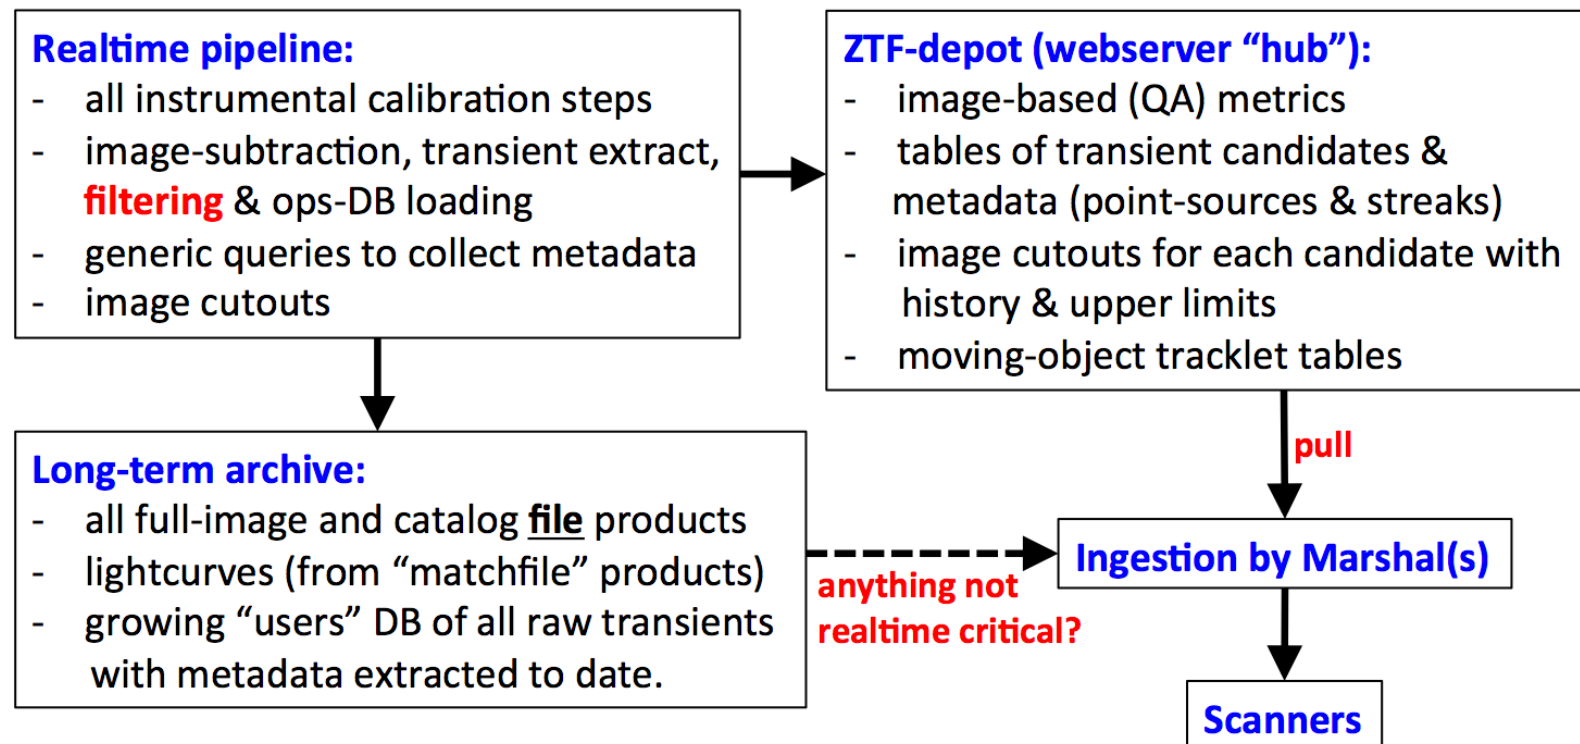 Realtime pipeline:
- all instrumental calibration steps
- image-subtraction, transient extract,
filtering & ops-DB loading
- generic queries to collect metadata
- image cutouts
ZTF-depot (webserver “hub”):
- image-based (QA) metrics
- tables of transient candidates &
metadata (point-sources & streaks)
- image cutouts for each candidate with
history & upper limits
- moving-object tracklet tables
pull
Long-term archive:
- all full-image and catalog file products
- lightcurves (from “matchfile” products)
- growing “users” DB of all raw transients
with metadata extracted to date.
anything not
realtime critical?
Ingestion by Marshal(s)
Scanners